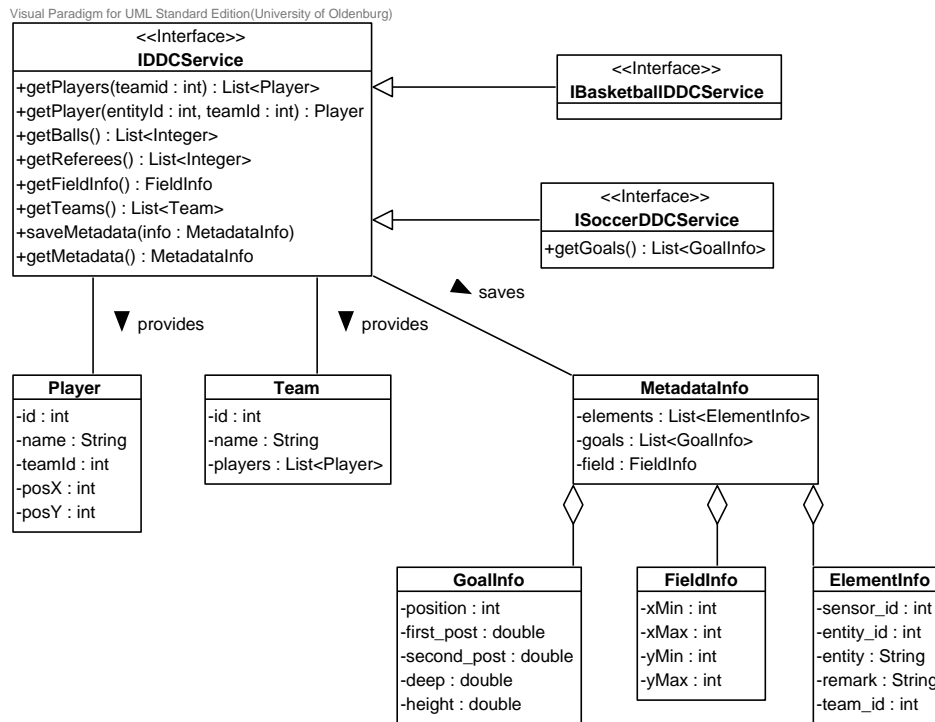 Visual Paradigm for UML Standard Edition(University of Oldenburg)
<<Interface>>
IDDCService
+getPlayers(teamid : int) : List<Player>
+getPlayer(entityId : int, teamId : int) : Player
+getBalls() : List<Integer>
+getReferees() : List<Integer>
+getFieldInfo() : FieldInfo
+getTeams() : List<Team>
+saveMetadata(info : MetadataInfo)
+getMetadata() : MetadataInfo
<<Interface>>
IBasketballDDCService
<<Interface>>
ISoccerDDCService
+getGoals() : List<GoalInfo>
provides
provides
saves
Player
-id : int
-name : String
-teamId : int
-posX : int
-posY : int
Team
-id : int
-name : String
-players : List<Player>
MetadataInfo
-elements : List<ElementInfo>
-goals : List<GoalInfo>
-field : FieldInfo
GoalInfo
-position : int
-first_post : double
-second_post : double
-deep : double
-height : double
FieldInfo
-xMin : int
-xMax : int
-yMin : int
-yMax : int
ElementInfo
-sensor_id : int
-entity_id : int
-entity : String
-remark : String
-team_id : int